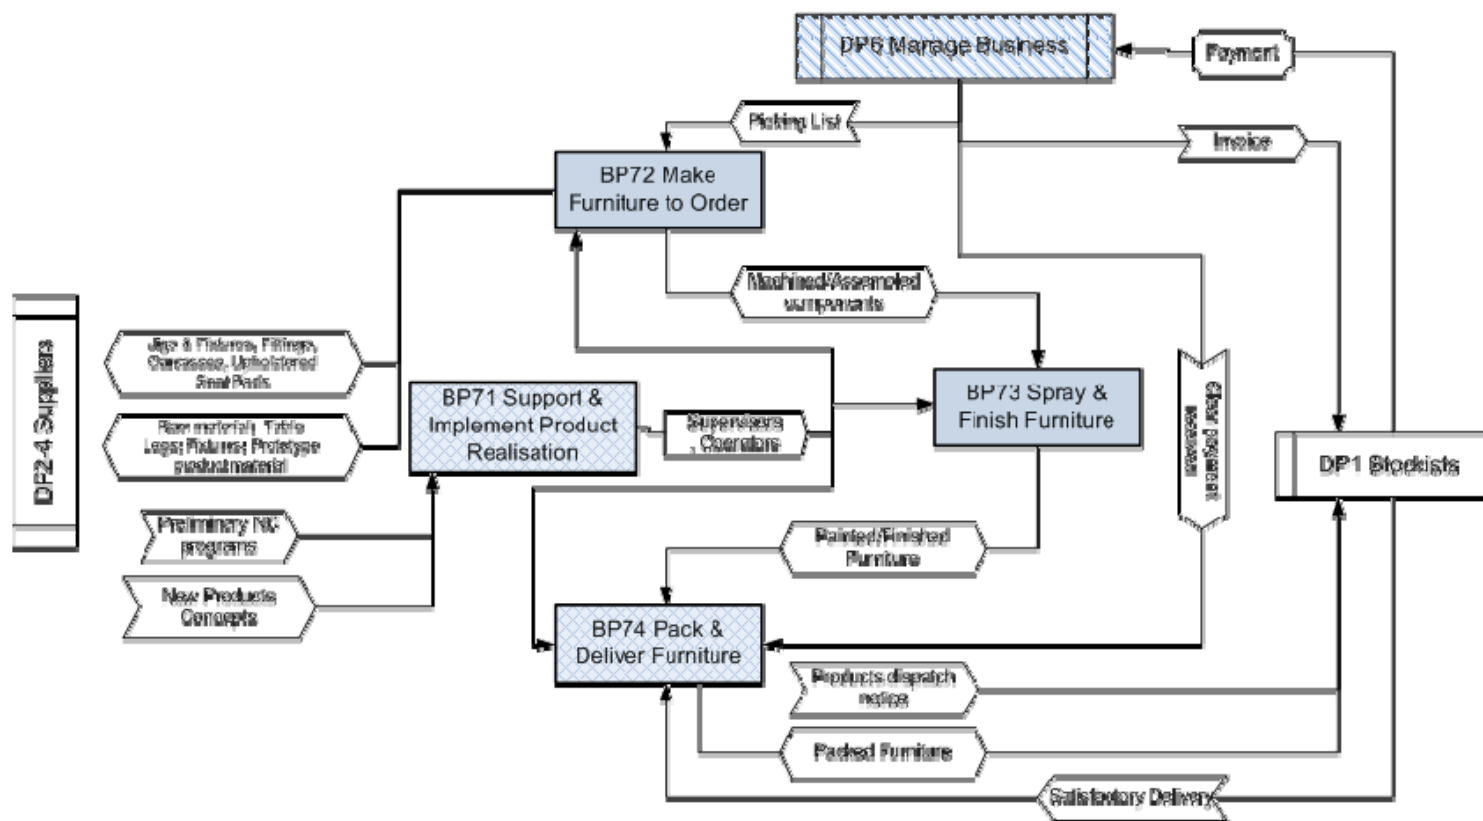 DP6 Manage Business
Payment
Picking List
Invoice
BP72 Make
Furniture to Order
Machined/Assembled
components
DP2-4 Suppliers
Jigs & Fixtures, Fittings,
Carcasses, Upholstered
Seat Pads
BP71 Support &
Implement Product
Realisation
Supervisors
, Operators
BP73 Spray &
Finish Furniture
Clear payment
Raw material; Table
Legs; Fixtures; Prototype
product material
DP1 Stockists
Preliminary NC
programs
Painted/Finished
Furniture
New Products
Concepts
BP74 Pack &
Deliver Furniture
Products dispatch
notice
Packed Furniture
Satisfactory Delivery